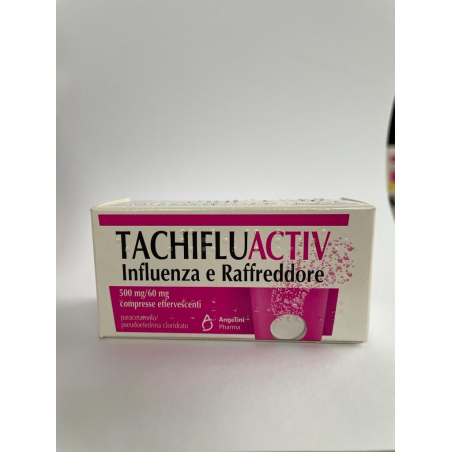 TACHIFLUACTIV
Influenza e Raffreddore
500 mg/60 mg
compresse effervescenti
paracetamolo/
pseudoefedrina cloridrato
Angelini
Pharma